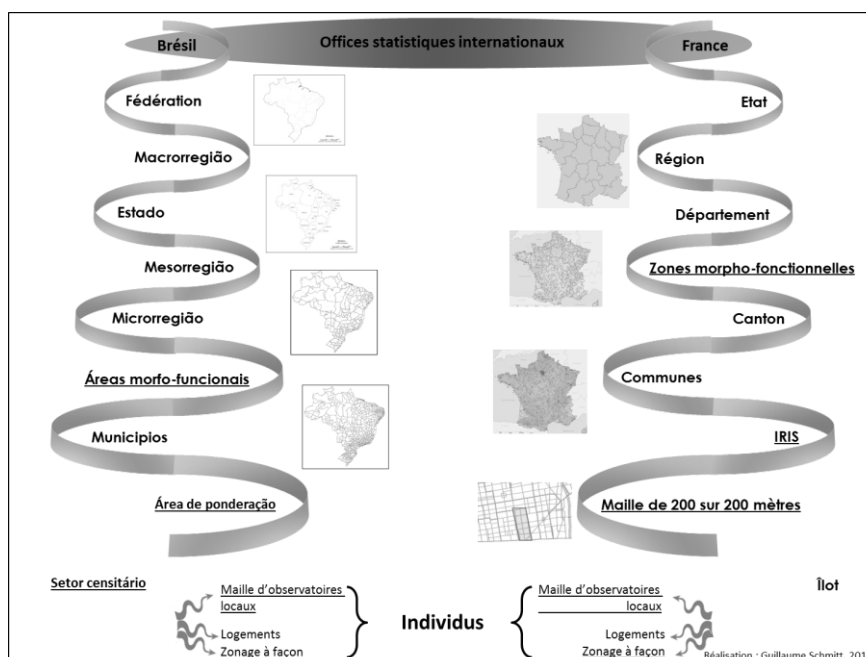 Offices statistiques internationaux
Brésil
France
Fédération
Etat
Macrorregião
Région
Estado
Département
Mesorregião
Zones morpho-fonctionnelles
Microrregião
Canton
Áreas morfo-funcionais
Communes
Municipios
IRIS
Área de ponderação
Maille de 200 sur 200 mètres
Setor censitário
Îlot
Maille d'observatoires
locaux
Logements
Zonage à façon
Individus
Maille d'observatoires
locaux
Logements
Zonage à façon
Réalisation : Guillaume Schmitt, 201